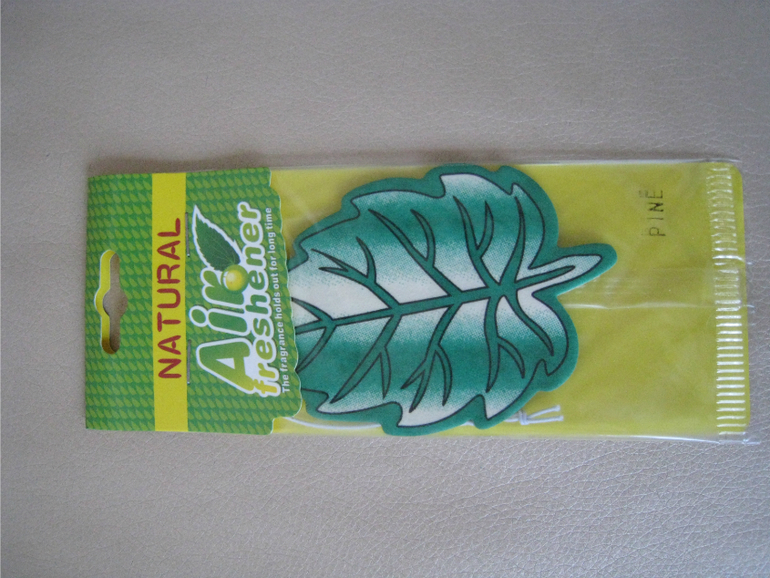 NATURAL
Air
freshener
The fragrance holds out for long time
PINE